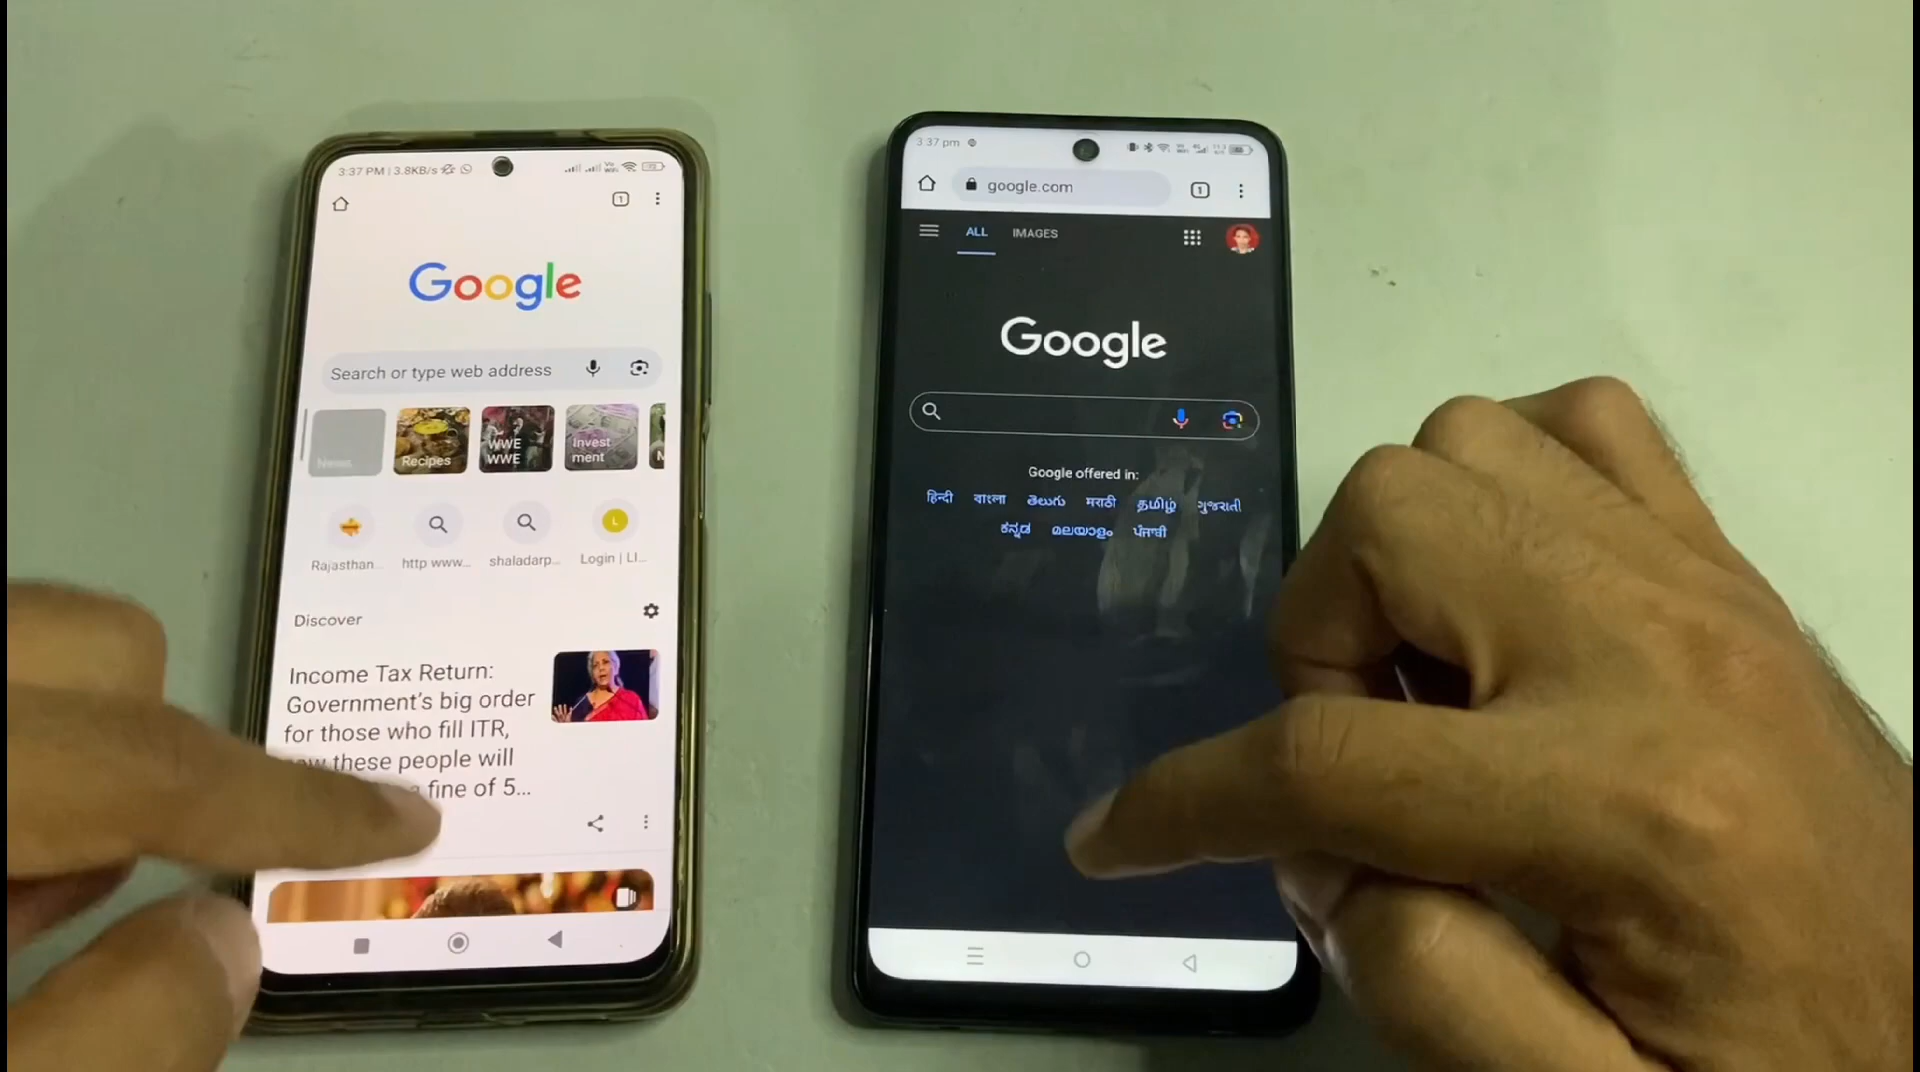 3:37 PM | 3.8KB/s
1
Google
Search or type web address
News
Recipes
WWE
WWE
Invest
ment
M
Rajasthan...
http www...
shaladarp...
L
Login | LI...
Discover
Income Tax Return:
Government's big order
for those who fill ITR,
these people will
a fine of 5...
3:37 pm
google.com
1
ALL
IMAGES
Google
Google offered in:
हिन्दी বাংলা తెలుగు मराठी தமிழ் ગુજરાતી
ಕನ್ನಡ മലയാളം ਪੰਜਾਬੀ